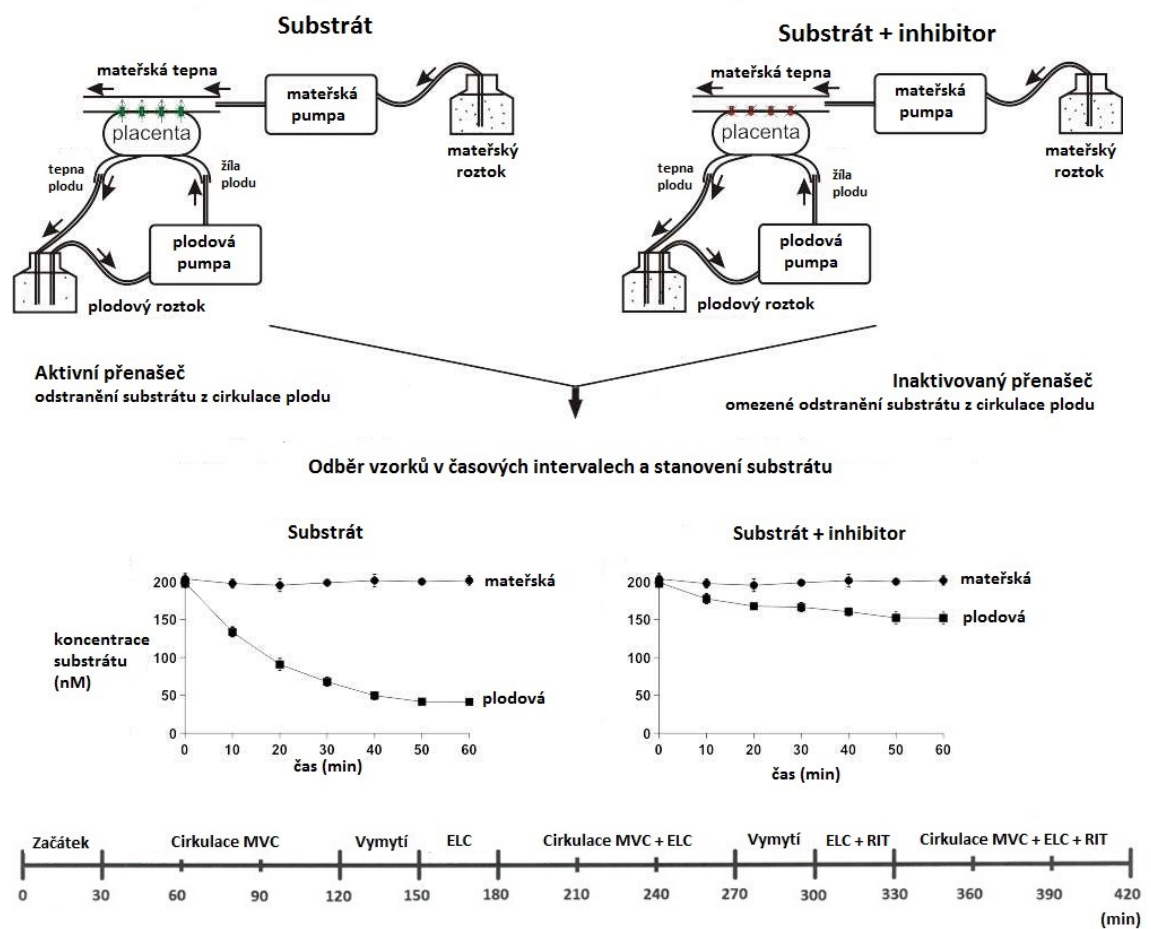 Substrát
mateřská tepna
mateřská
pumpa
mateřský
roztok
placenta
tepna
plodu
žíla
plodu
plodová
pumpa
plodový roztok
Substrát + inhibitor
mateřská tepna
mateřská
pumpa
mateřský
roztok
placenta
tepna
plodu
žíla
plodu
plodová
pumpa
plodový roztok
Aktivní přenašeč
odstranění substrátu z cirkulace plodu
Inaktivovaný přenašeč
omezené odstranění substrátu z cirkulace plodu
Odběr vzorků v časových intervalech a stanovení substrátu
Substrát
koncentrace
substrátu
(nM)
200
150
100
50
0
mateřská
plodová
0 10 20 30 40 50 60
čas (min)
Substrát + inhibitor
200
150
100
50
0
mateřská
plodová
0 10 20 30 40 50 60
čas (min)
Začátek Cirkulace MVC Vymytí ELC Cirkulace MVC + ELC Vymytí ELC + RIT Cirkulace MVC + ELC + RIT
0 30 60 90 120 150 180 210 240 270 300 330 360 390 420
(min)